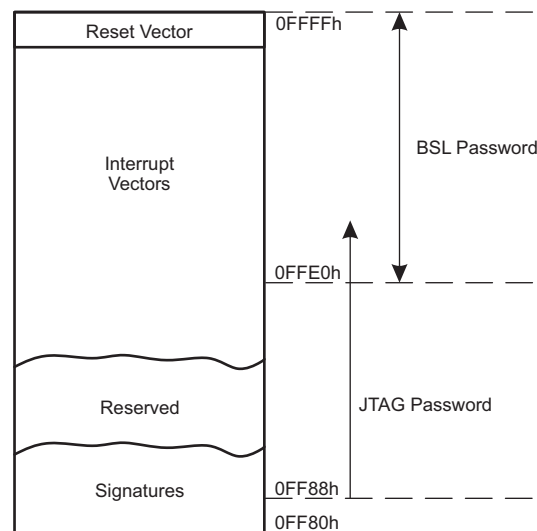 Reset Vector
0FFFFh
BSL Password
Interrupt
Vectors
0FFE0h
Reserved
JTAG Password
Signatures
0FF88h
0FF80h